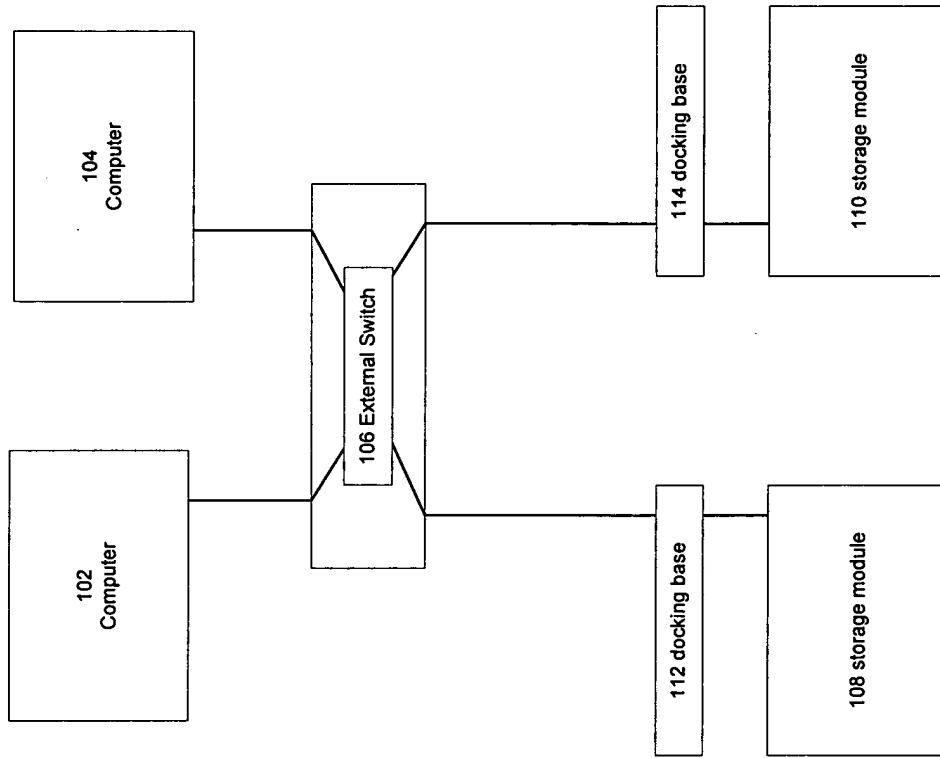 102
Computer
104
Computer
106 External Switch
112 docking base
114 docking base
108 storage module
110 storage module